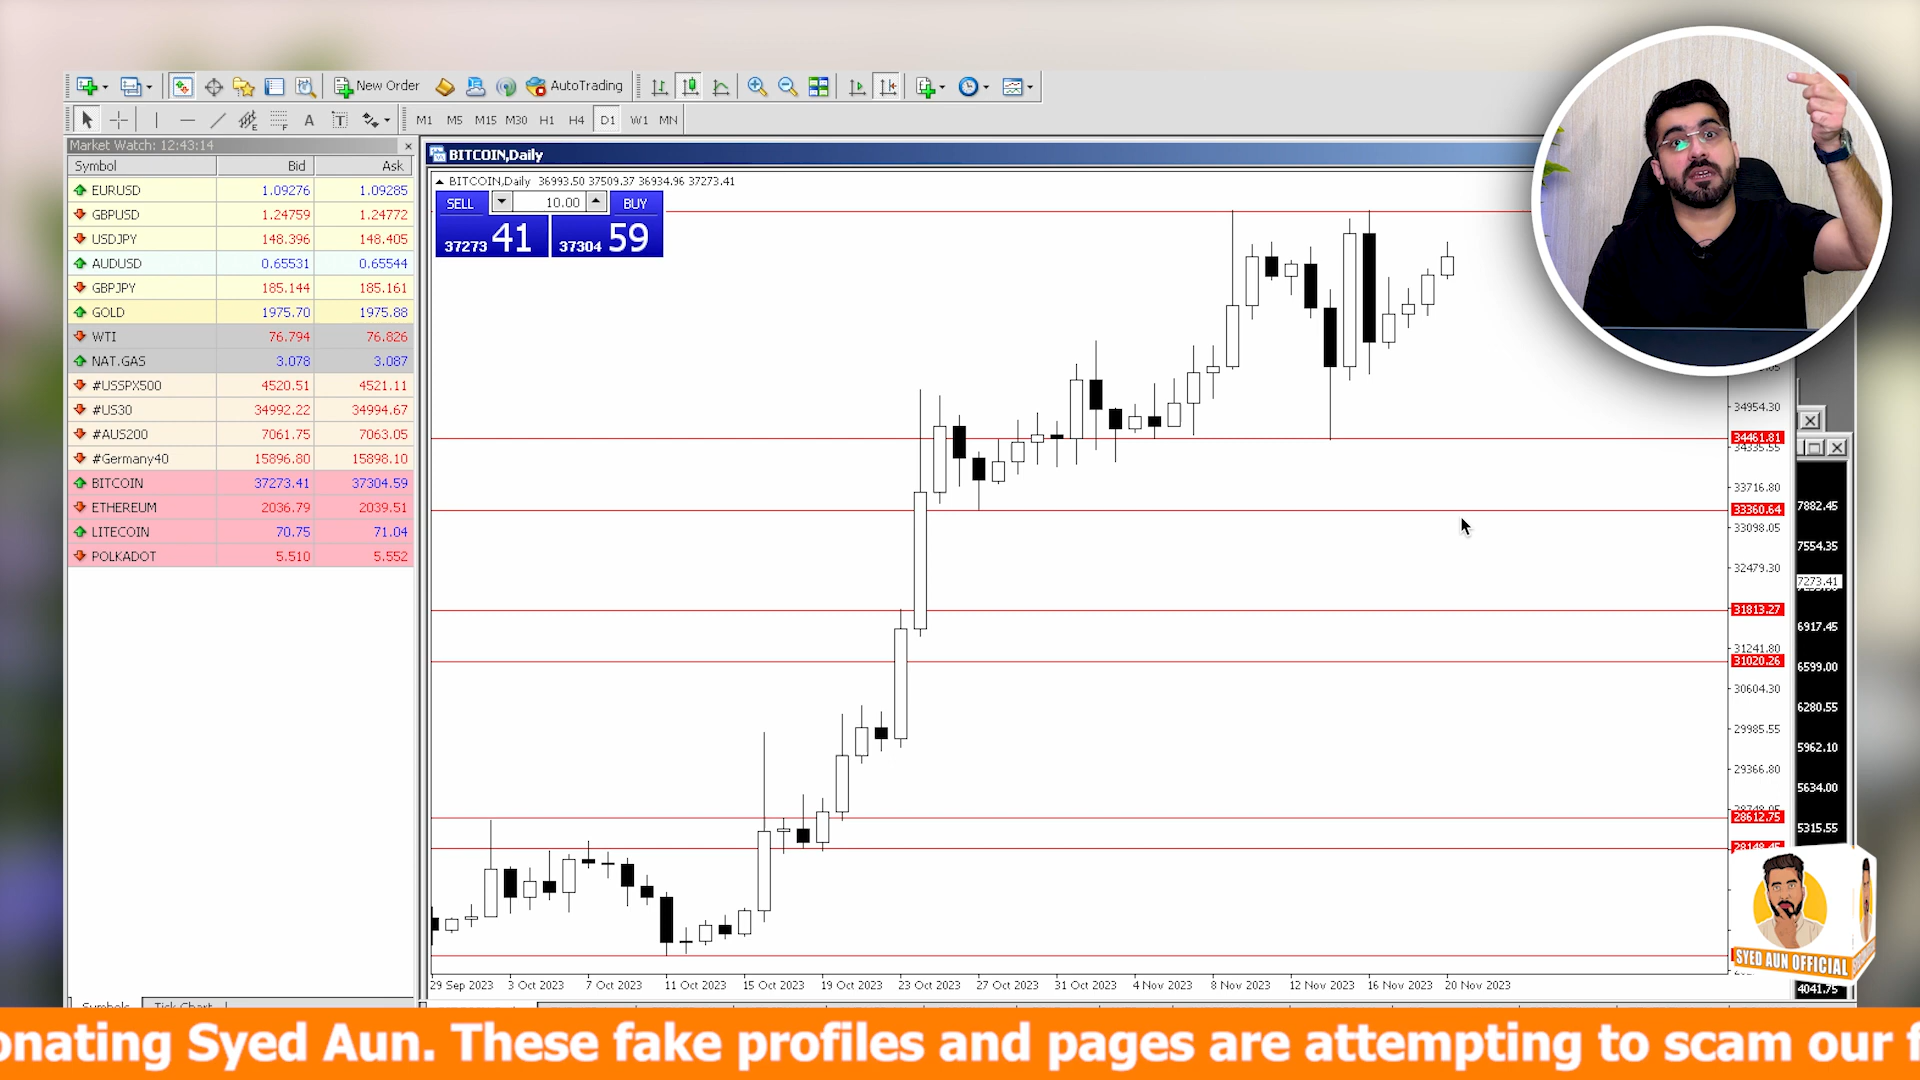 New Order
AutoTrading
A
M1 M5 M15 M30 H1 H4 D1 W1 MN
Market Watch: 12:43:14
Symbol Bid Ask
EURUSD 1.09276 1.09285
GBPUSD 1.24759 1.24772
USDJPY 148.396 148.405
AUDUSD 0.65531 0.65544
GBPJPY 185.144 185.161
GOLD 1975.70 1975.88
WTI 76.794 76.826
NAT.GAS 3.078 3.087
#USSPX500 4520.51 4521.11
#US30 34992.22 34994.67
#AUS200 7061.75 7063.05
#Germany40 15896.80 15898.10
BITCOIN 37273.41 37304.59
ETHEREUM 2036.79 2039.51
LITECOIN 70.75 71.04
POLKADOT 5.510 5.552
Symbols Tick Chart
BITCOIN,Daily
BITCOIN,Daily 36993.50 37509.37 36934.96 37273.41
SELL 10.00 BUY
37273 41 37304 59
34954.30
34461.81
34335.55
33716.80
33360.64
33098.05
32479.30
31813.27
31241.80
31020.26
30604.30
29985.55
29366.80
28748.05
28612.75
28148.45
7882.45
7554.35
7273.41
6917.45
6599.00
6280.55
5962.10
5634.00
5315.55
4041.75
29 Sep 2023 3 Oct 2023 7 Oct 2023 11 Oct 2023 15 Oct 2023 19 Oct 2023 23 Oct 2023 27 Oct 2023 31 Oct 2023 4 Nov 2023 8 Nov 2023 12 Nov 2023 16 Nov 2023 20 Nov 2023
SYED AUN OFFICIAL
onating Syed Aun. These fake profiles and pages are attempting to scam our f